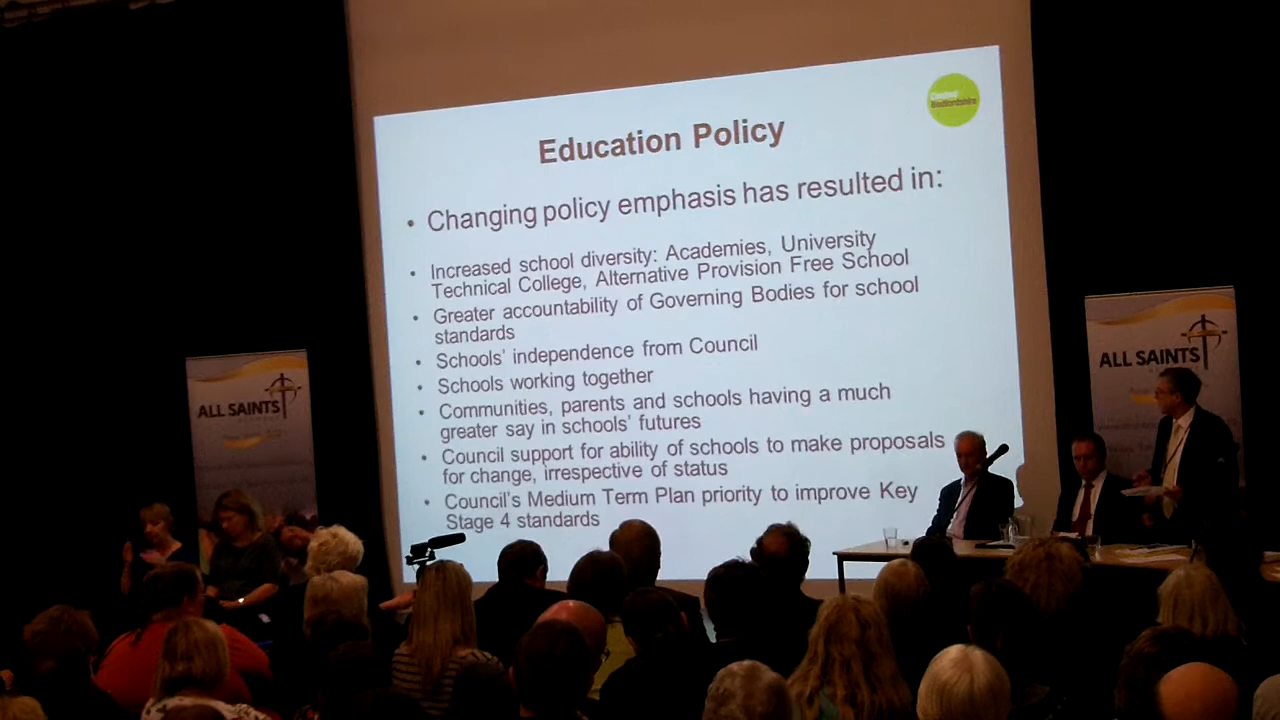 Central
Bedfordshire
Education Policy
• Changing policy emphasis has resulted in:
• Increased school diversity: Academies, University
Technical College, Alternative Provision Free School
• Greater accountability of Governing Bodies for school
standards
• Schools' independence from Council
• Schools working together
• Communities, parents and schools having a much
greater say in schools' futures
• Council support for ability of schools to make proposals
for change, irrespective of status
• Council's Medium Term Plan priority to improve Key
Stage 4 standards
ALL SAINTS
ALL SAINTS